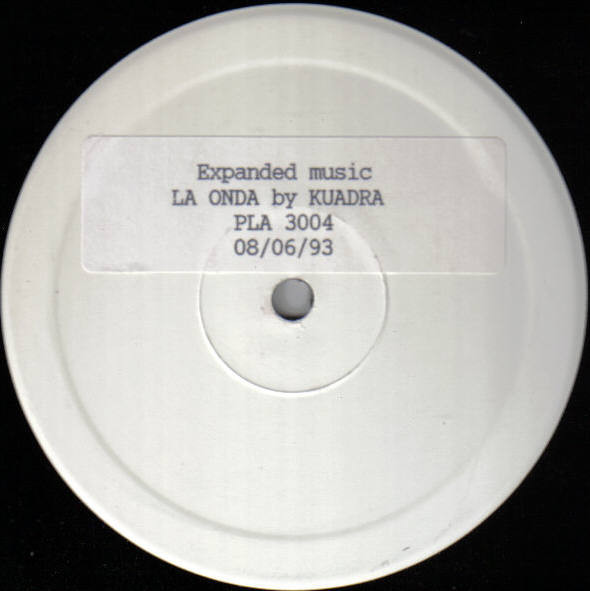 Expanded music
LA ONDA by KUADRA
PLA 3004
08/06/93